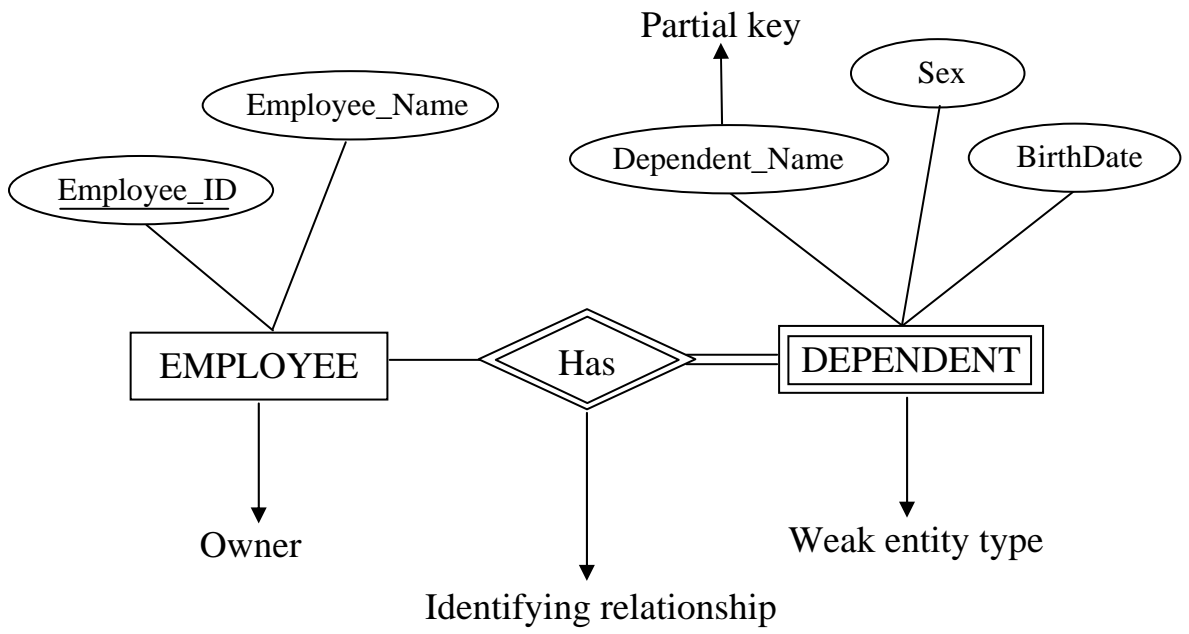 Partial key
Sex
Employee_Name
Dependent_Name
BirthDate
Employee_ID
EMPLOYEE
Has
DEPENDENT
Owner
Weak entity type
Identifying relationship